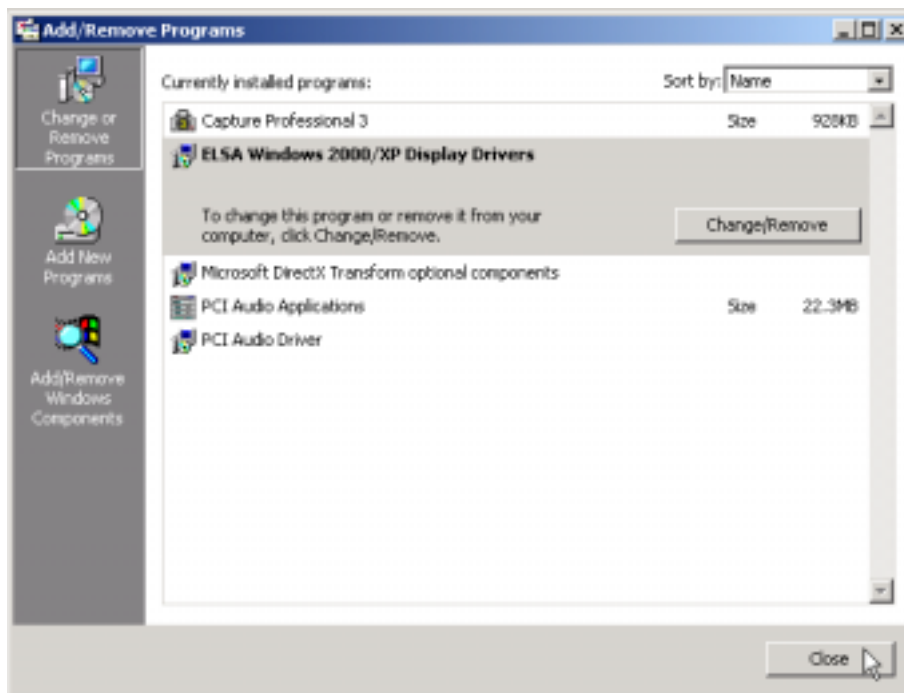 Add/Remove Programs
Change or
Remove
Programs
Add New
Programs
Add/Remove
Windows
Components
Currently installed programs:
Sort by: Name
Capture Professional 3 Size 928KB
ELSA Windows 2000/XP Display Drivers
To change this program or remove it from your
computer, click Change/Remove.
Change/Remove
Microsoft DirectX Transform optional components
PCI Audio Applications Size 22.3MB
PCI Audio Driver
Close